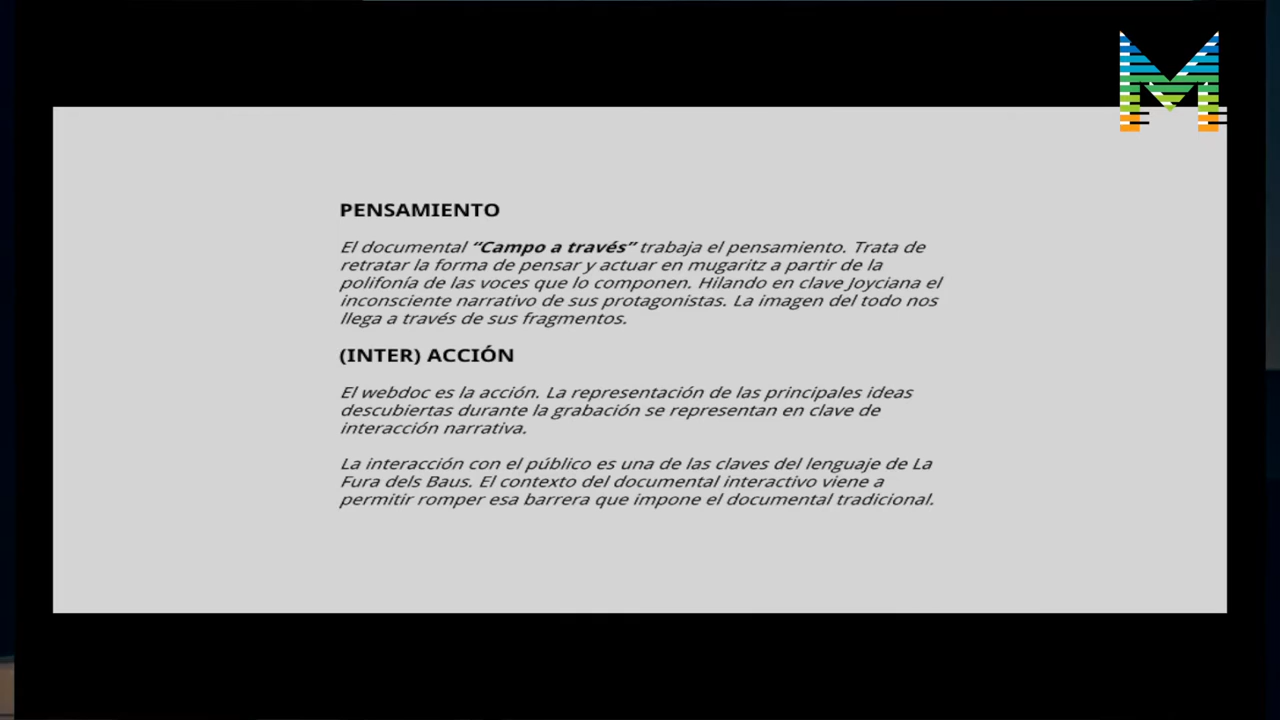 M
PENSAMIENTO
El documental “Campo a través” trabaja el pensamiento. Trata de
retratar la forma de pensar y actuar en mugaritz a partir de la
polifonía de las voces que lo componen. Hilando en clave Joyciana el
inconsciente narrativo de sus protagonistas. La imagen del todo nos
llega a través de sus fragmentos.
(INTER) ACCIÓN
El webdoc es la acción. La representación de las principales ideas
descubiertas durante la grabación se representan en clave de
interacción narrativa.
La interacción con el público es una de las claves del lenguaje de La
Fura dels Baus. El contexto del documental interactivo viene a
permitir romper esa barrera que impone el documental tradicional.